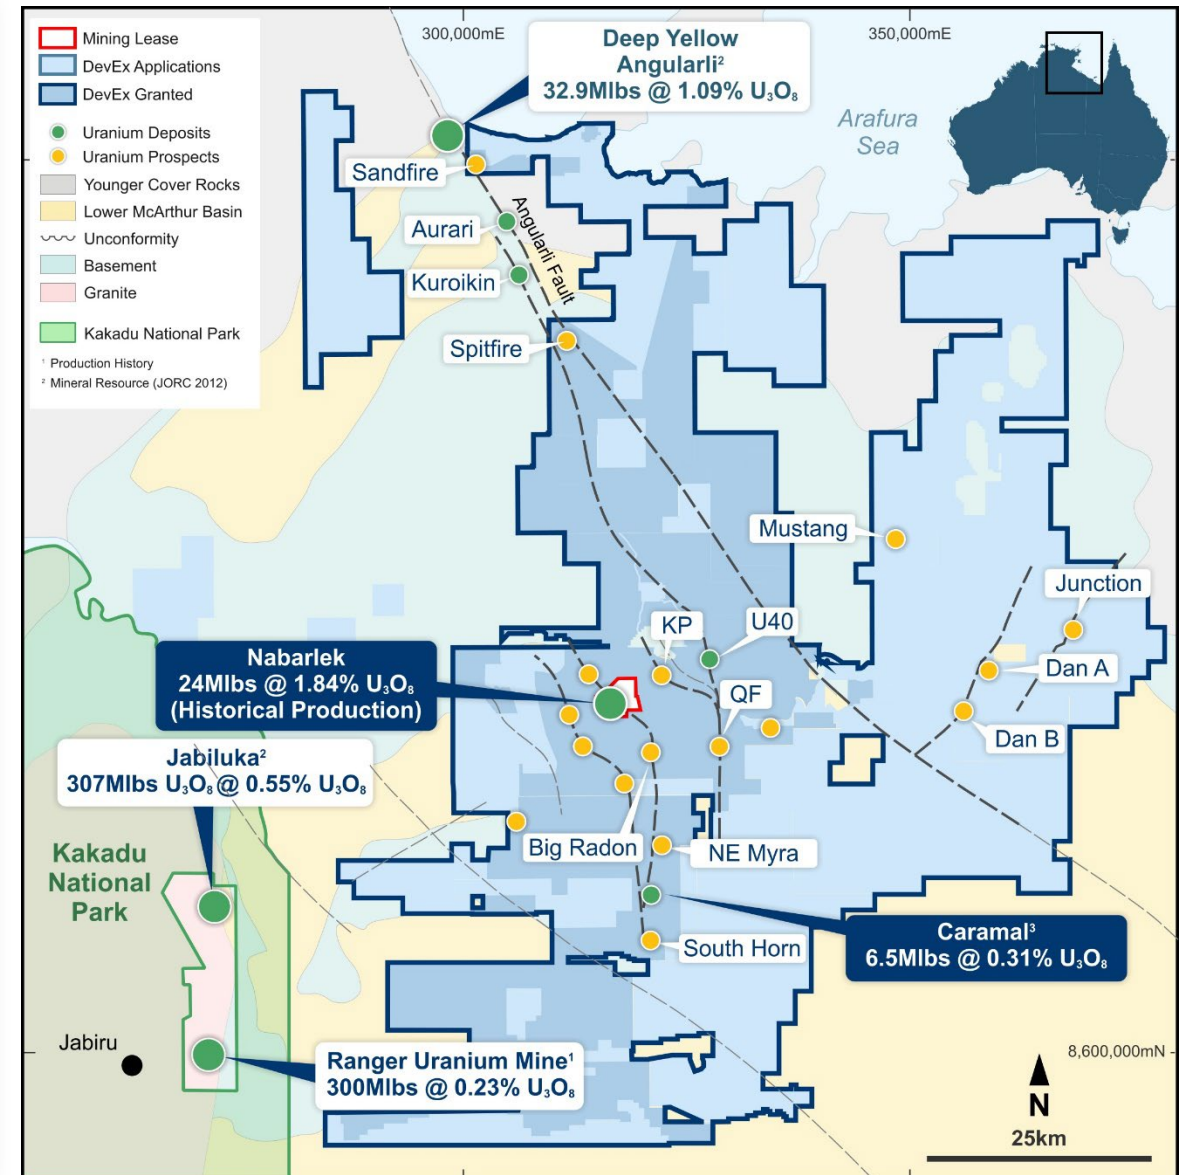 Mining Lease
DevEx Applications
DevEx Granted
Uranium Deposits
Uranium Prospects
Younger Cover Rocks
Lower McArthur Basin
Unconformity
Basement
Granite
Kakadu National Park
¹ Production History
² Mineral Resource (JORC 2012)
300,000mE
350,000mE
Deep Yellow
Angularli²
32.9Mlbs @ 1.09% U₃O₈
Arafura
Sea
Sandfire
Aurari
Angularli Fault
Kuroikin
Spitfire
Mustang
Junction
KP
U40
Dan A
Nabarlek
24Mlbs @ 1.84% U₃O₈
(Historical Production)
QF
Dan B
Jabiluka²
307Mlbs U₃O₈ @ 0.55% U₃O₈
Big Radon
NE Myra
Kakadu
National
Park
Caramal³
6.5Mlbs @ 0.31% U₃O₈
South Horn
Jabiru
Ranger Uranium Mine¹
300Mlbs @ 0.23% U₃O₈
8,600,000mN
N
25km